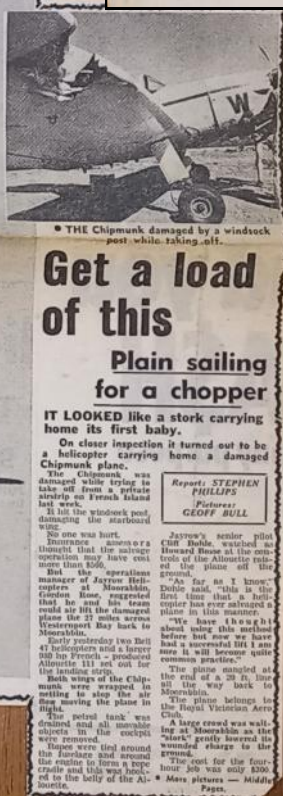 W
• THE Chipmunk damaged by a windsock
post while taking off.
Get a load
of this
Plain sailing
for a chopper
IT LOOKED like a stork carrying
home its first baby.
On closer inspection it turned out to be
a helicopter carrying home a damaged
Chipmunk plane.
The Chipmunk was
damaged while trying to
take off from a private
airstrip on French Island
last week.
It hit the windsock post,
damaging the starboard
wing.
No one was hurt.
Insurance assessors
thought that the salvage
operation may have cost
more than $500.
But the operations
manager of Jayrow Heli-
copters at Moorabbin,
Gordon Rose, suggested
that he and his team
could air lift the damaged
plane the 27 miles across
Westernport Bay back to
Moorabbin.
Early yesterday two Bell
47 helicopters and a larger
930 hp French - produced
Allouette 111 set out for
the landing strip.
Both wings of the Chip-
munk were wrapped in
netting to stop the air
flow moving the plane in
flight.
The petrol tank was
drained and all movable
objects in the cockpit
were removed.
Ropes were tied around
the fuselage and around
the engine to form a rope
cradle and this was hook-
ed to the belly of the Al-
louette.
Report: STEPHEN
PHILLIPS
Pictures:
GEOFF BULL
Jayrow's senior pilot
Cliff Dohle, watched as
Howard Bosse at the con-
trols of the Allouette rais-
ed the plane off the
ground.
"As far as I know,"
Dohle said, "this is the
first time that a heli-
copter has ever salvaged a
plane in this manner.
"We have thought
about using this method
before but now we have
had a successful lift I am
sure it will become quite
common practice."
The plane dangled at
the end of a 20 ft. line
all the way back to
Moorabbin.
The plane belongs to
the Royal Victorian Aero
Club.
A large crowd was wait-
ing at Moorabbin as the
"stork" gently lowered its
wounded charge to the
ground.
The cost for the four-
hour job was only $300.
• More pictures — Middle
Pages.